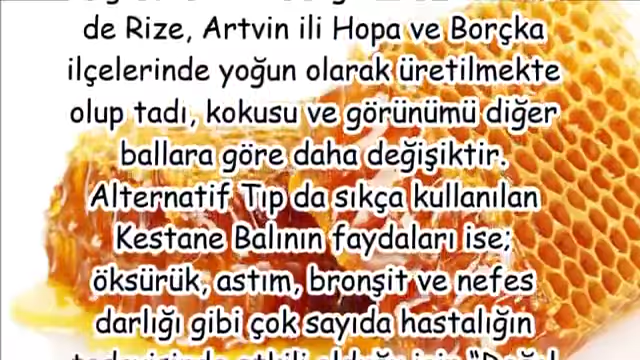 de Rize, Artvin ili Hopa ve Borçka
ilçelerinde yoğun olarak üretilmekte
olup tadı, kokusu ve görünümü diğer
ballara göre daha değişiktir.
Alternatif Tıp da sıkça kullanılan
Kestane Balının faydaları ise;
öksürük, astım, bronşit ve nefes
darlığı gibi çok sayıda hastalığın